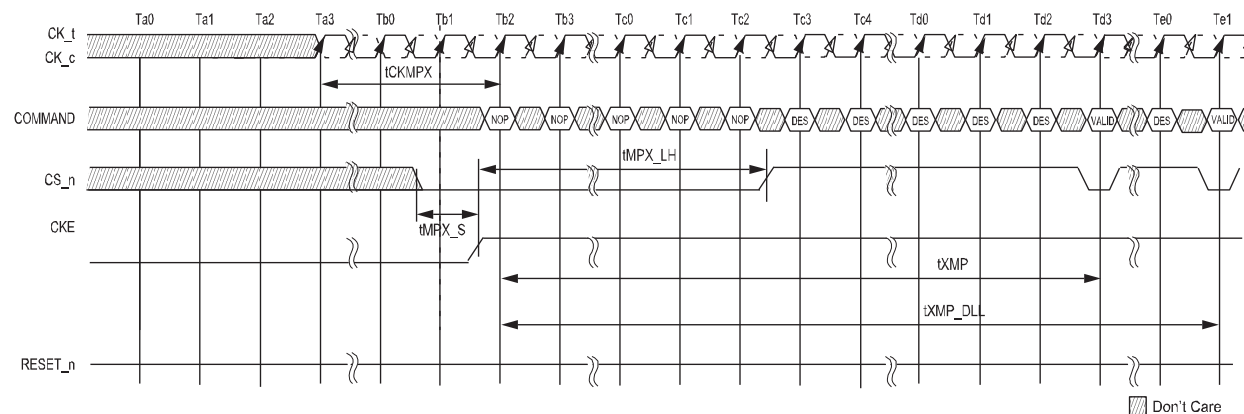 Ta0 Ta1 Ta2 Ta3 Tb0 Tb1 Tb2 Tb3 Tc0 Tc1 Tc2 Tc3 Tc4 Td0 Td1 Td2 Td3 Te0 Te1
CK_t
CK_c
tCKMPX
COMMAND NOP NOP NOP NOP NOP DES DES DES DES DES VALID DES VALID
tMPX_LH
CS_n
tMPX_S
CKE
tXMP
tXMP_DLL
RESET_n
Don't Care